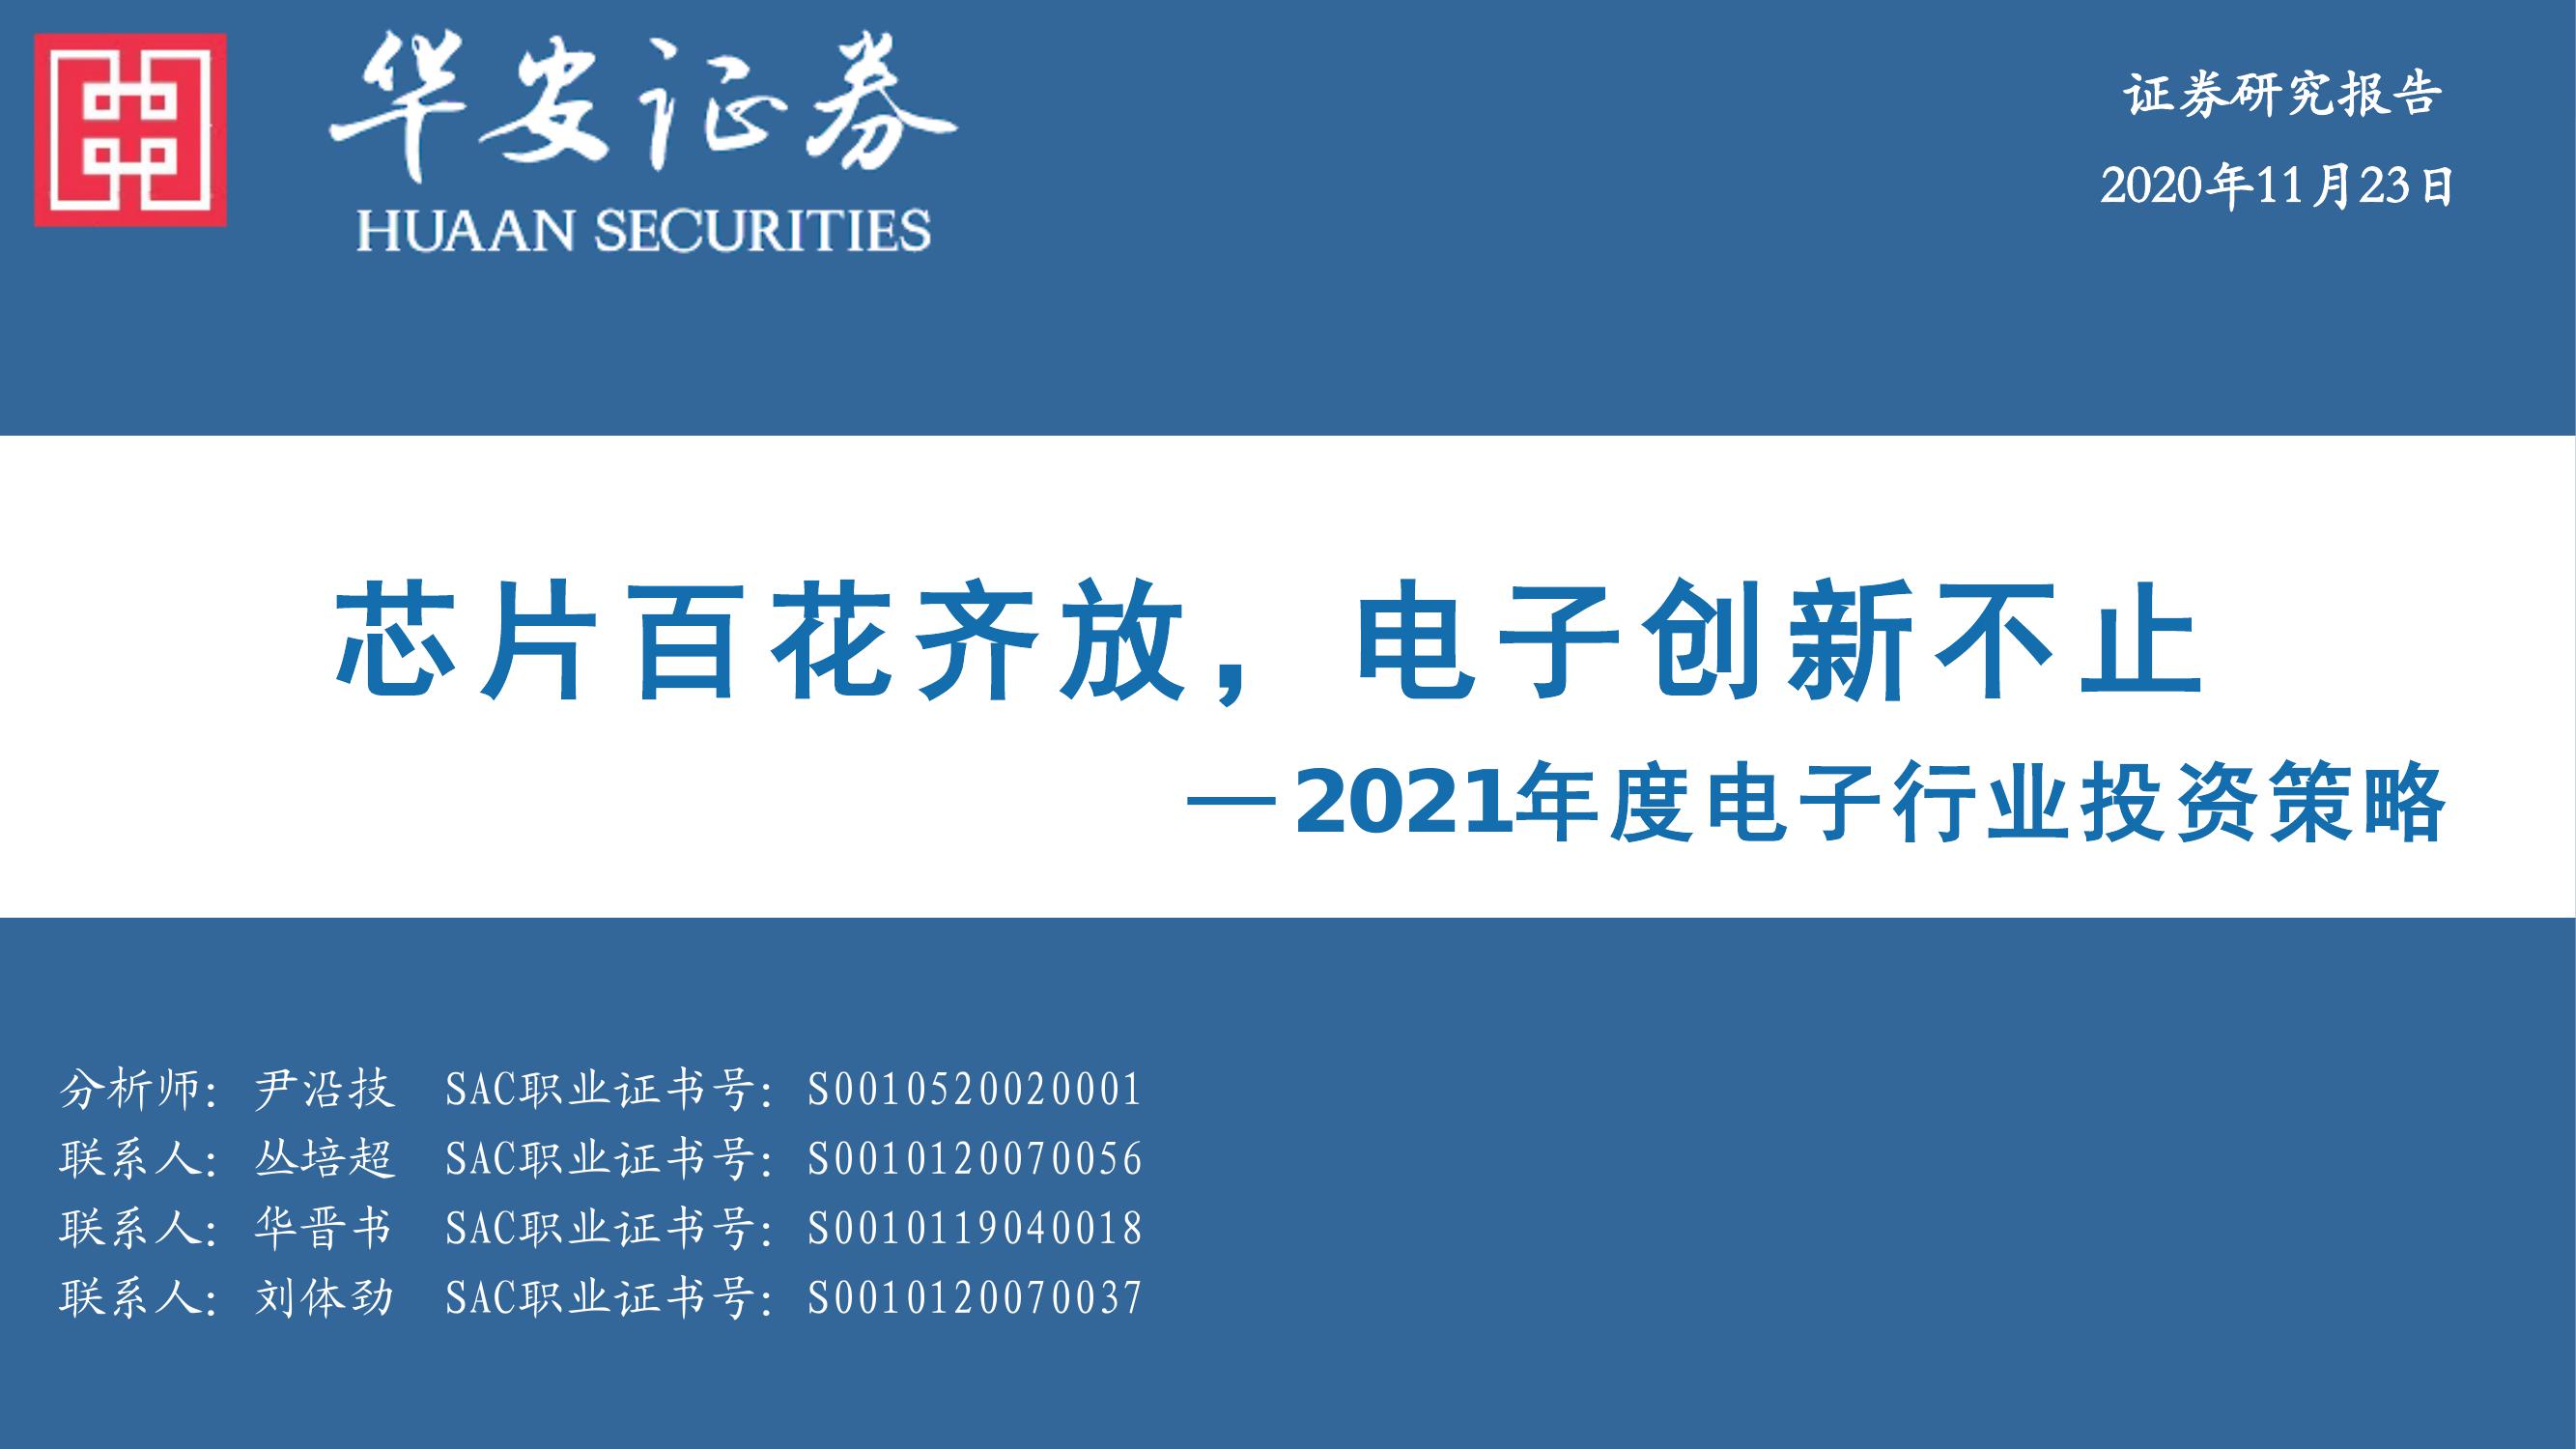 华安证券
HUAAN SECURITIES
证券研究报告
2020年11月23日
芯片百花齐放，电子创新不止
—2021年度电子行业投资策略
分析师：尹沿技 SAC职业证书号：S0010520020001
联系人：丛培超 SAC职业证书号：S0010120070056
联系人：华晋书 SAC职业证书号：S0010119040018
联系人：刘体劲 SAC职业证书号：S0010120070037